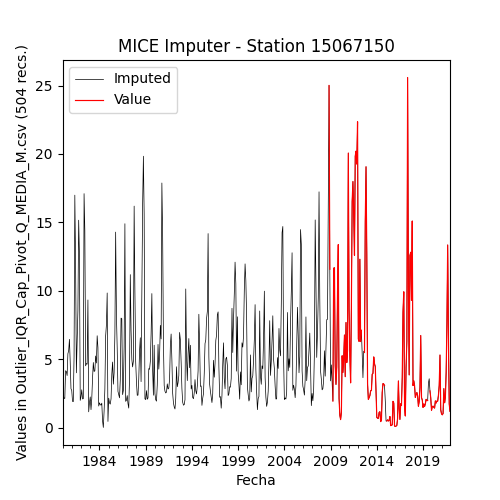 MICE Imputer - Station 15067150
Imputed
Value
Values in Outlier_IQR_Cap_Pivot_Q_MEDIA_M.csv (504 recs.)
25
20
15
10
5
0
1984 1989 1994 1999 2004 2009 2014 2019
Fecha